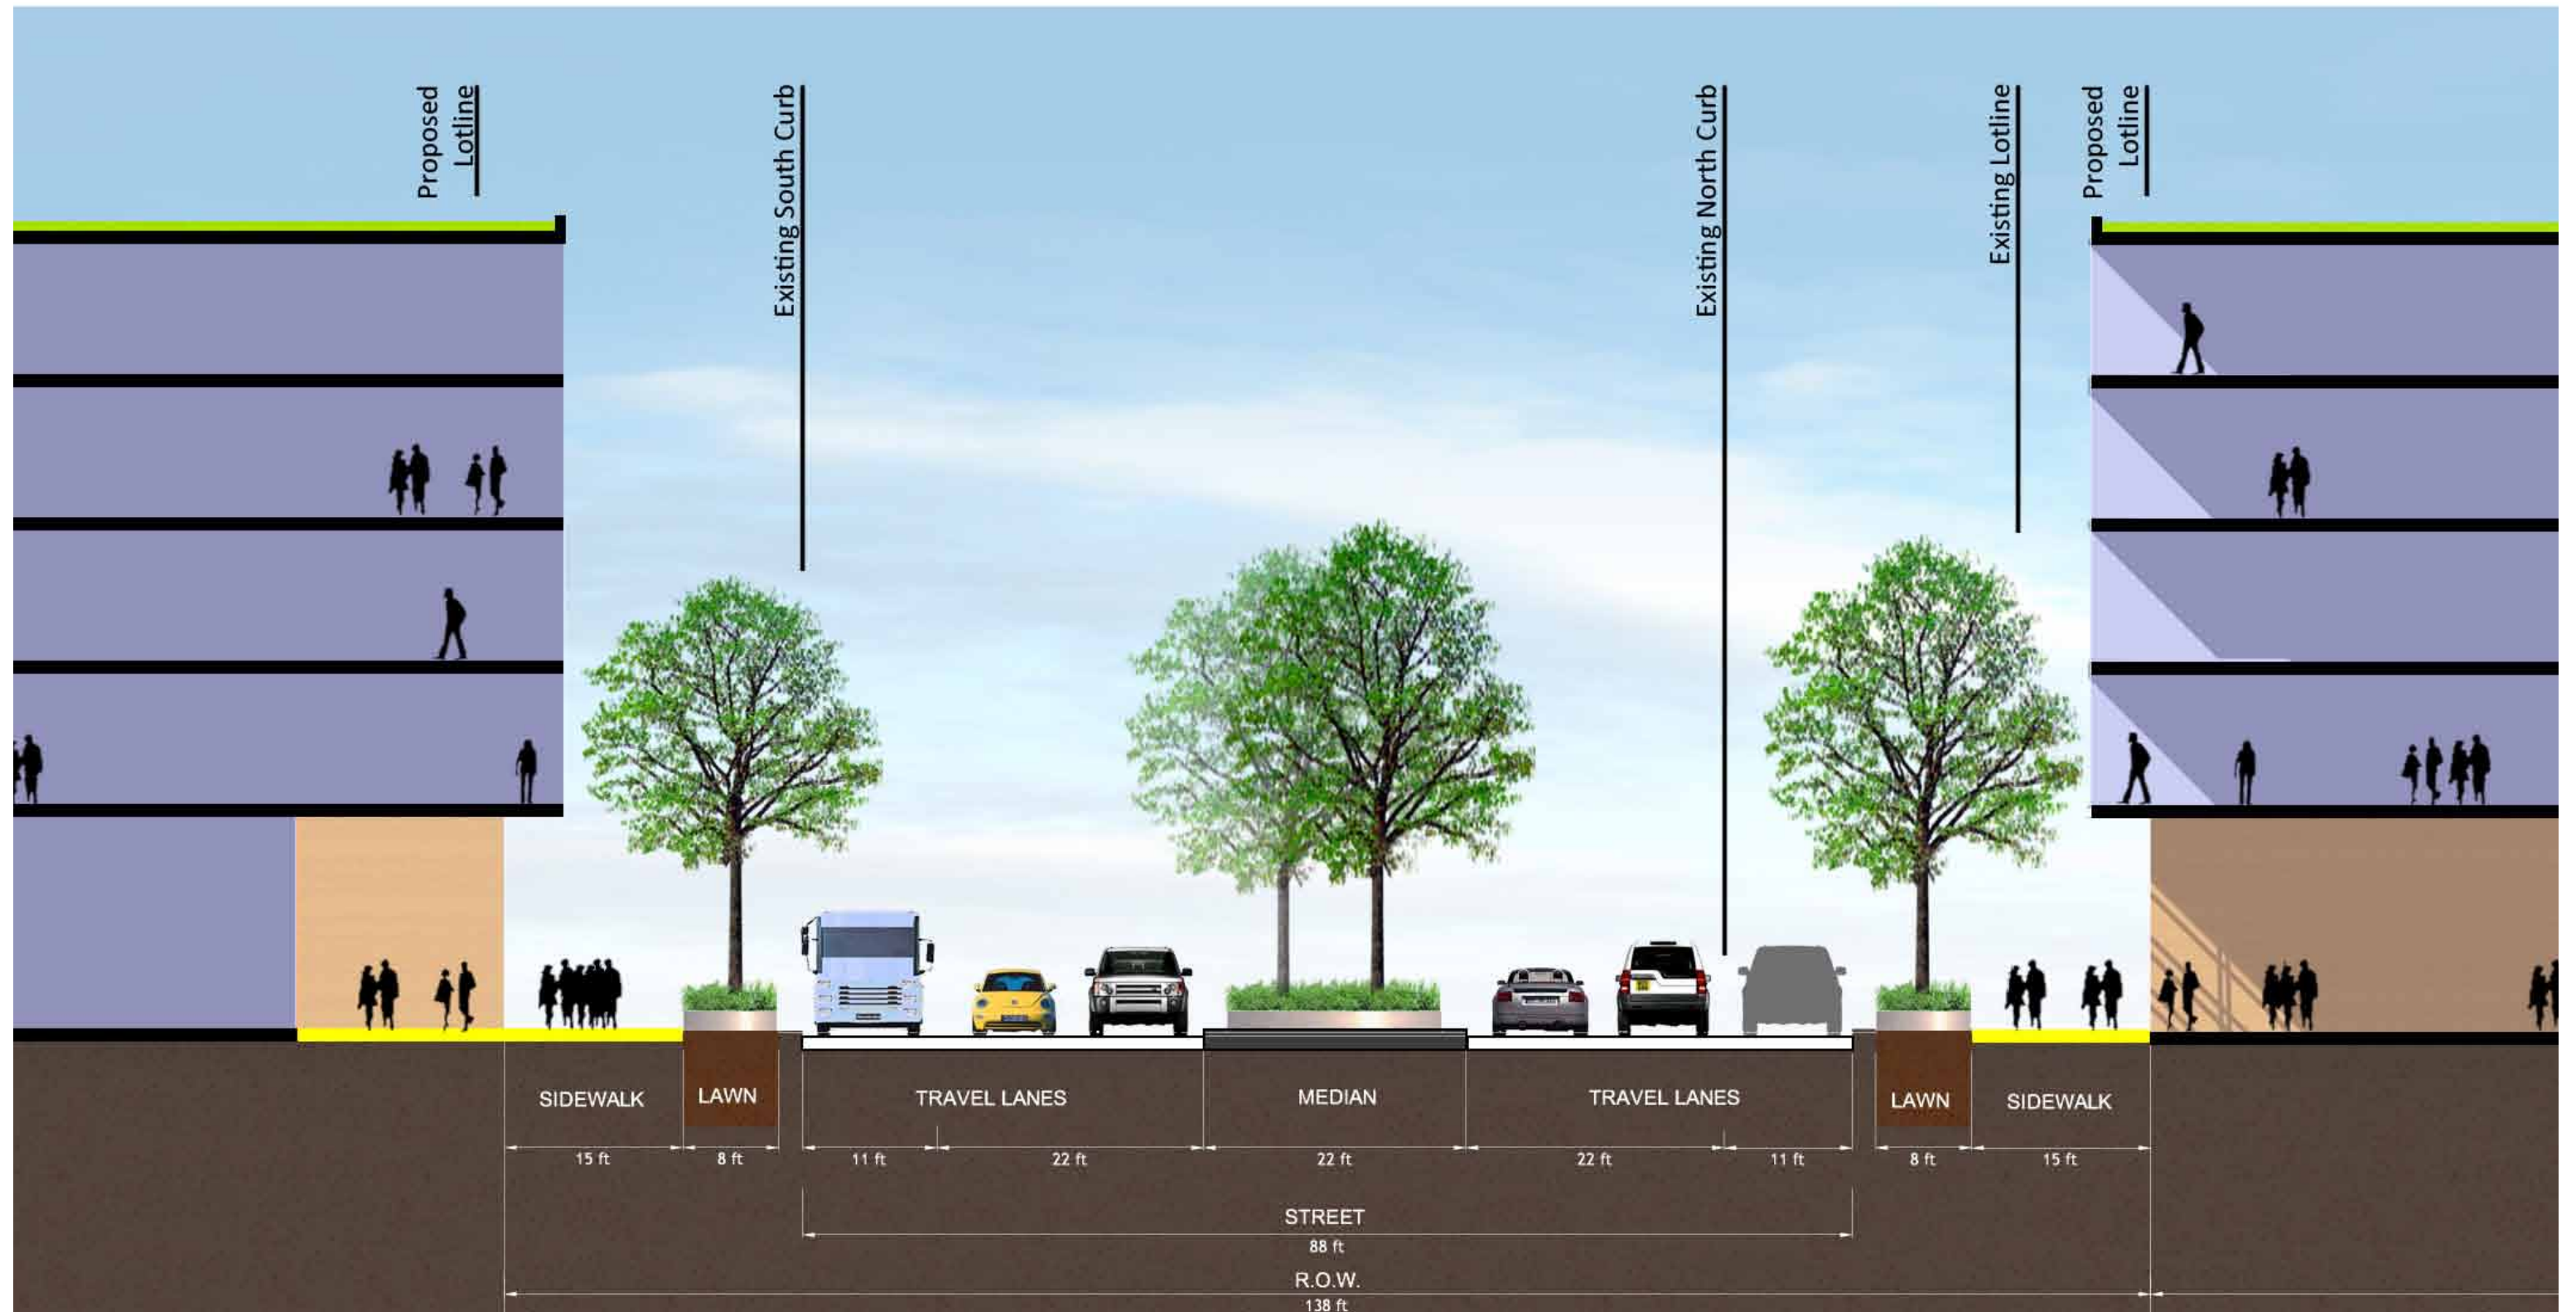 Proposed
Lotline
Existing South Curb
Existing North Curb
Existing Lotline
Proposed
Lotline
SIDEWALK
LAWN
TRAVEL LANES
MEDIAN
TRAVEL LANES
LAWN
SIDEWALK
15 ft
8 ft
11 ft
22 ft
22 ft
22 ft
11 ft
8 ft
15 ft
STREET
88 ft
R.O.W.
138 ft